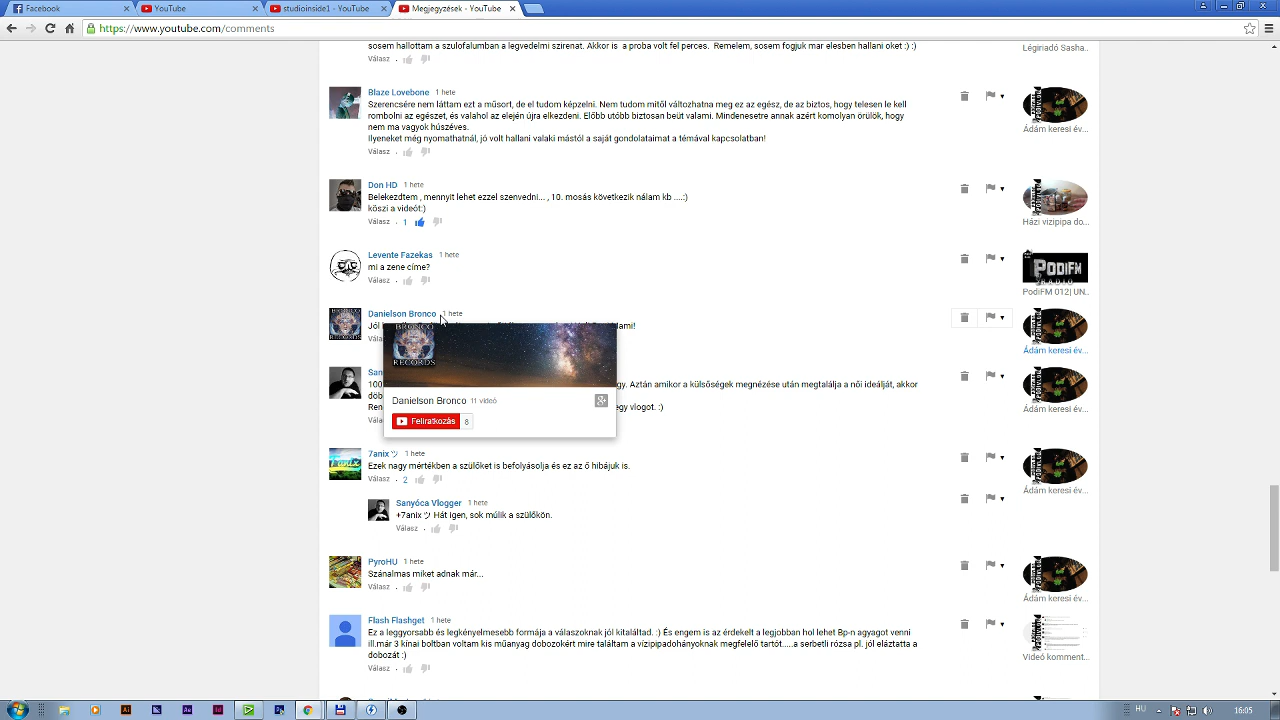 Facebook
YouTube
studioinside1 - YouTube
Megjegyzések - YouTube
https://www.youtube.com/comments
sosem hallottam a szulofalumban a legvedelmi szirenat. Akkor is a proba volt fel perces. Remelem, sosem fogjuk mar elesben hallani oket :) :)
Válasz
Légiriadó Sasha..
Blaze Lovebone 1 hete
Szerencsére nem láttam ezt a műsort, de el tudom képzelni. Nem tudom mitől változhatna meg ez az egész, de az biztos, hogy telesen le kell
rombolni az egészet, és valahol az elején újra elkezdeni. Előbb utóbb biztosan beüt valami. Mindenesetre annak azért komolyan örülök, hogy
nem ma vagyok húszéves.
Ilyeneket még nyomathatnál, jó volt hallani valaki mástól a saját gondolataimat a témával kapcsolatban!
Válasz
Ádám keresi év...
Don HD 1 hete
Belekezdtem , mennyit lehet ezzel szenvedni... , 10. mosás következik nálam kb .....:)
köszi a videót:)
Válasz 1
Házi vizipipa do...
Levente Fazekas 1 hete
mi a zene címe?
Válasz
PODIFM
RADIO
PodiFM 012| UN..
Danielson Bronco 1 hete
Ádám keresi év...
BRONCO
RECORDS
Danielson Bronco 11 videó
Feliratkozás 8
gy. Aztán amikor a külsőségek megnézése után megtalálja a női ideálját, akkor
egy vlogot. :)
Ádám keresi év...
7anix ツ 1 hete
Ezek nagy mértékben a szülőket is befolyásolja és ez az ő hibájuk is.
Válasz 2
Ádám keresi év...
Sanyóca Vlogger 1 hete
+7anix ツ Hát igen, sok múlik a szülőkön.
Válasz
PyroHU 1 hete
Szánalmas miket adnak már...
Válasz
Ádám keresi év...
Flash Flashget 1 hete
Ez a leggyorsabb és legkényelmesebb formája a válaszoknak jól kitaláltad. :) És engem is az érdekelt a legjobban hol lehet Bp-n agyagot venni
ill.már 3 kínai boltban voltam kis műanyag dobozokért mire találtam,a vízipipadohányoknak megfelelő tartót.....a serbetli rózsa pl. jól eláztatta a
dobozát :)
Válasz
Videó komment...
HU
16:05